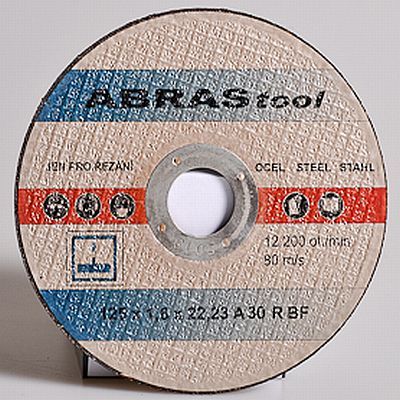 ABRAStool
JEN PRO ŘEZÁNÍ
OCEL STEEL STAHL
12 200 ot/min
80 m/s
125 x 1,6 x 22,23 A 30 R BF